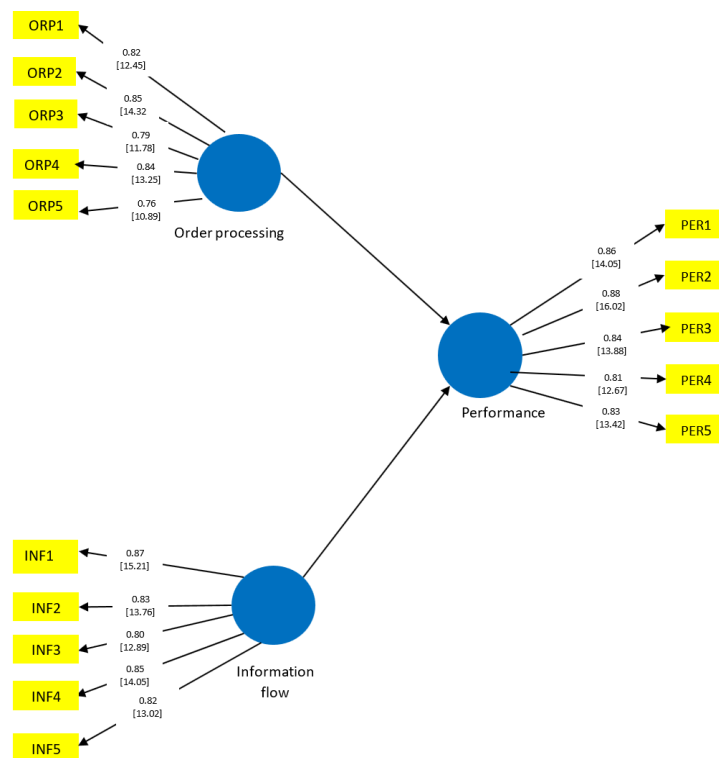 ORP1
0.82
[12.45]
ORP2
0.85
[14.32
ORP3
0.79
[11.78]
ORP4
0.84
[13.25]
ORP5
0.76
[10.89]
Order processing
PER1
0.86
[14.05]
PER2
0.88
[16.02]
PER3
0.84
[13.88]
PER4
0.81
[12.67]
PER5
0.83
[13.42]
Performance
INF1
0.87
[15.21]
INF2
0.83
[13.76]
INF3
0.80
[12.89]
INF4
0.85
[14.05]
INF5
0.82
[13.02]
Information
flow